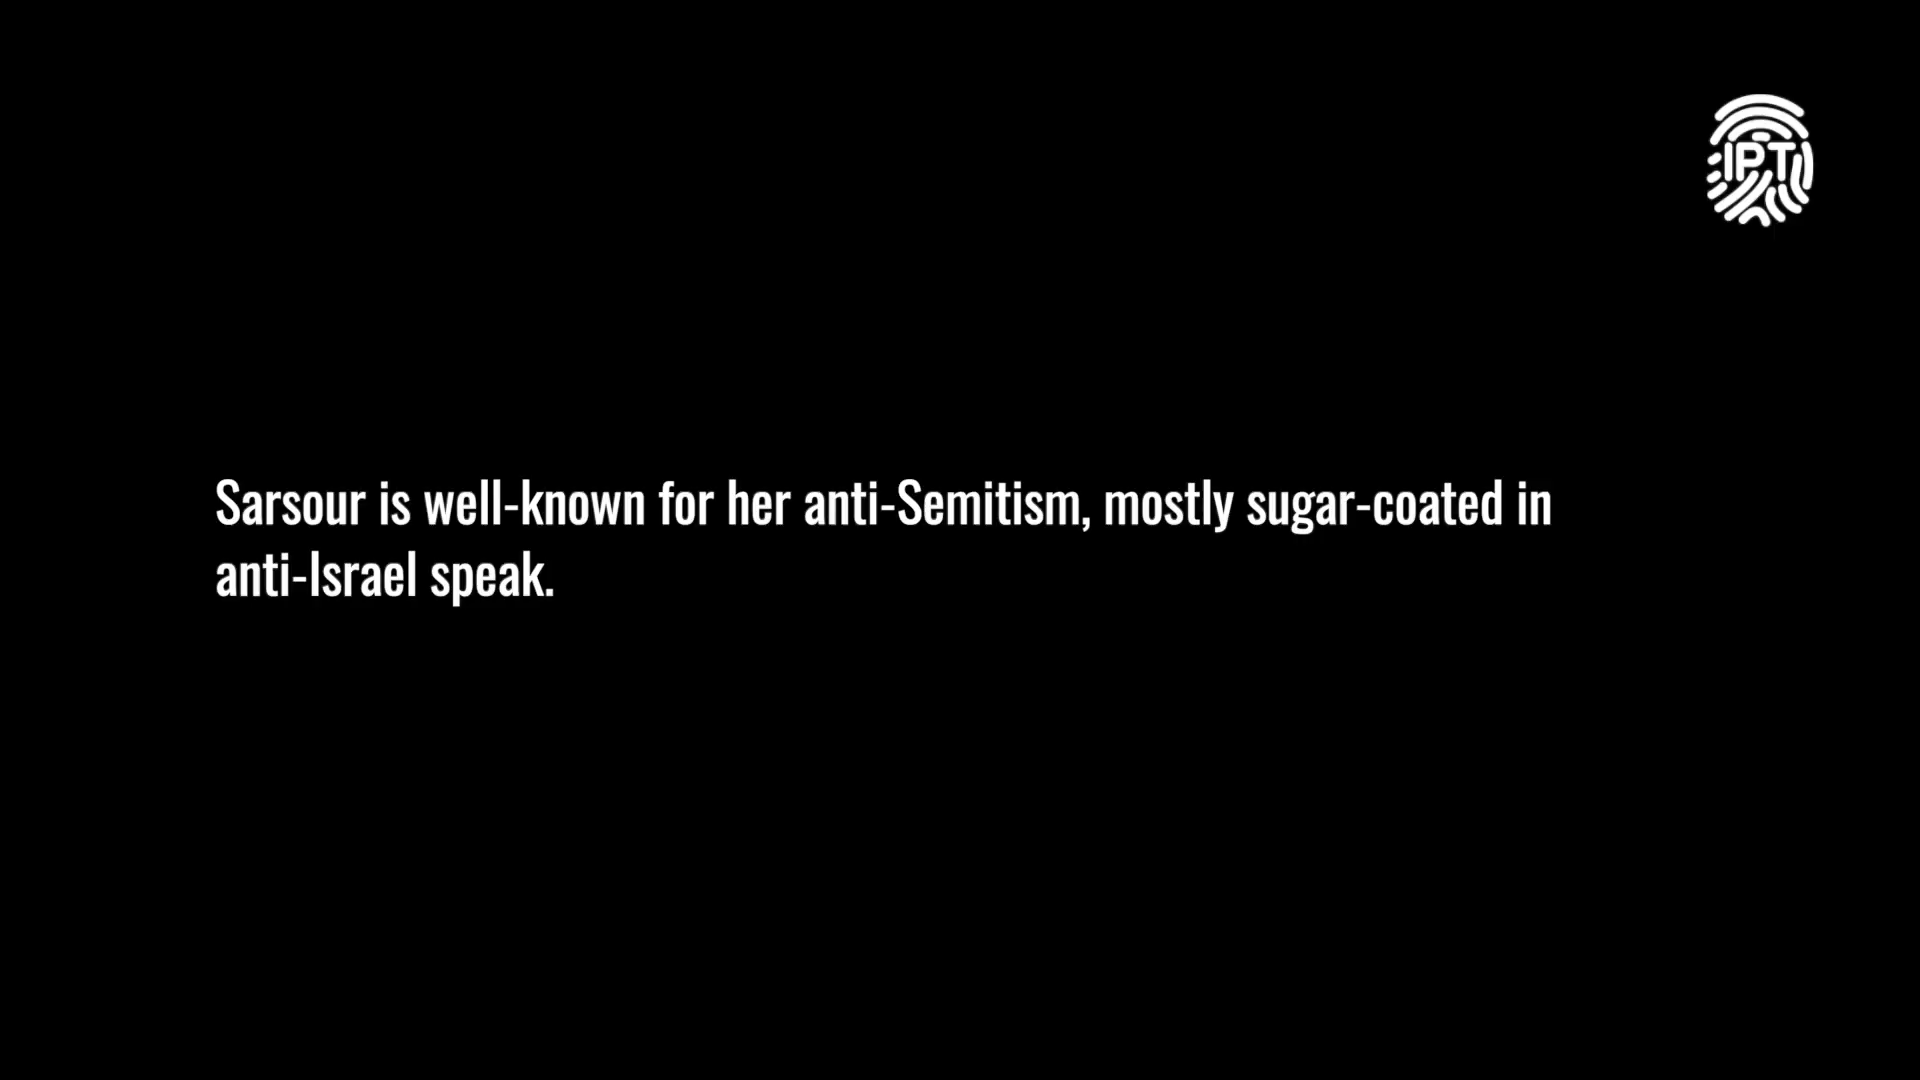 IPT
Sarsour is well-known for her anti-Semitism, mostly sugar-coated in
anti-Israel speak.